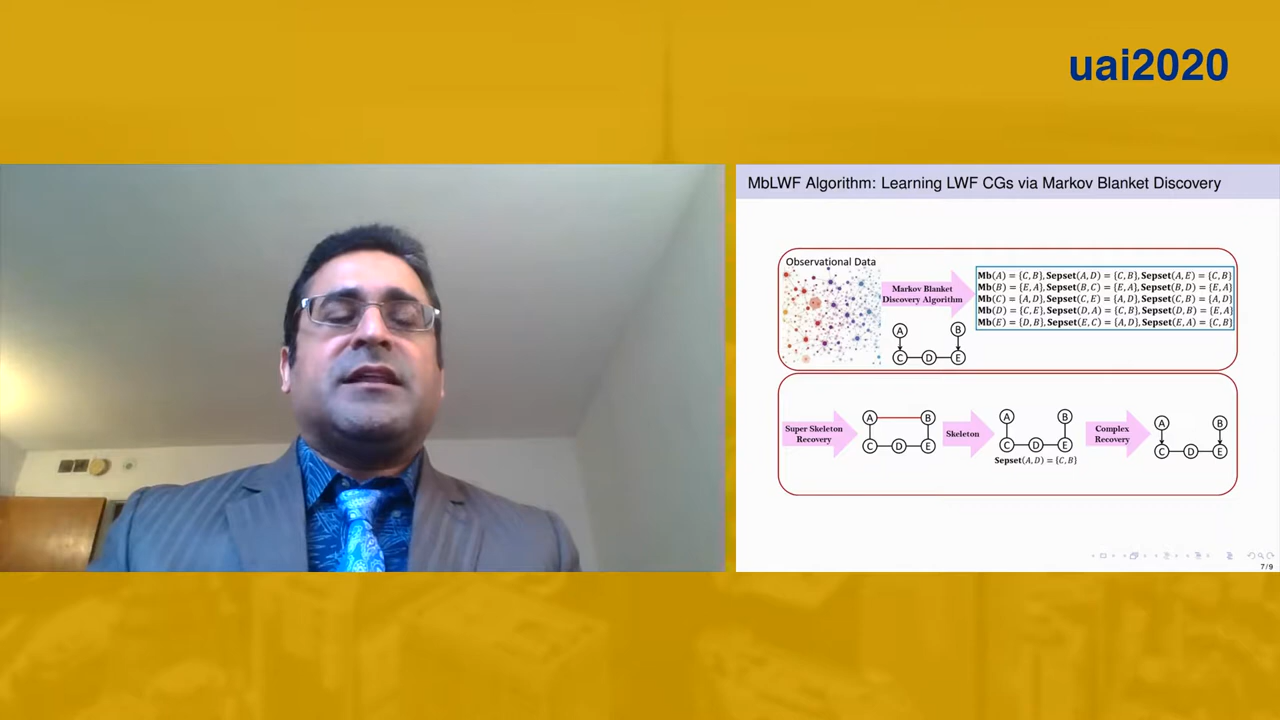 uai2020
MbLWF Algorithm: Learning LWF CGs via Markov Blanket Discovery
Observational Data
Markov Blanket
Discovery Algorithm
A B
C D E
Mb(A) = {C, B}, Sepset(A, D) = {C, B}, Sepset(A, E) = {C, B}
Mb(B) = {E, A}, Sepset(B, C) = {E, A}, Sepset(B, D) = {E, A}
Mb(C) = {A, D}, Sepset(C, E) = {A, D}, Sepset(C, B) = {A, D}
Mb(D) = {C, E}, Sepset(D, A) = {C, B}, Sepset(D, B) = {E, A}
Mb(E) = {D, B}, Sepset(E, C) = {A, D}, Sepset(E, A) = {C, B}
Super Skeleton
Recovery
A B
C D E
Skeleton
A B
C D E
Sepset(A, D) = {C, B}
Complex
Recovery
A B
C D E
7/9